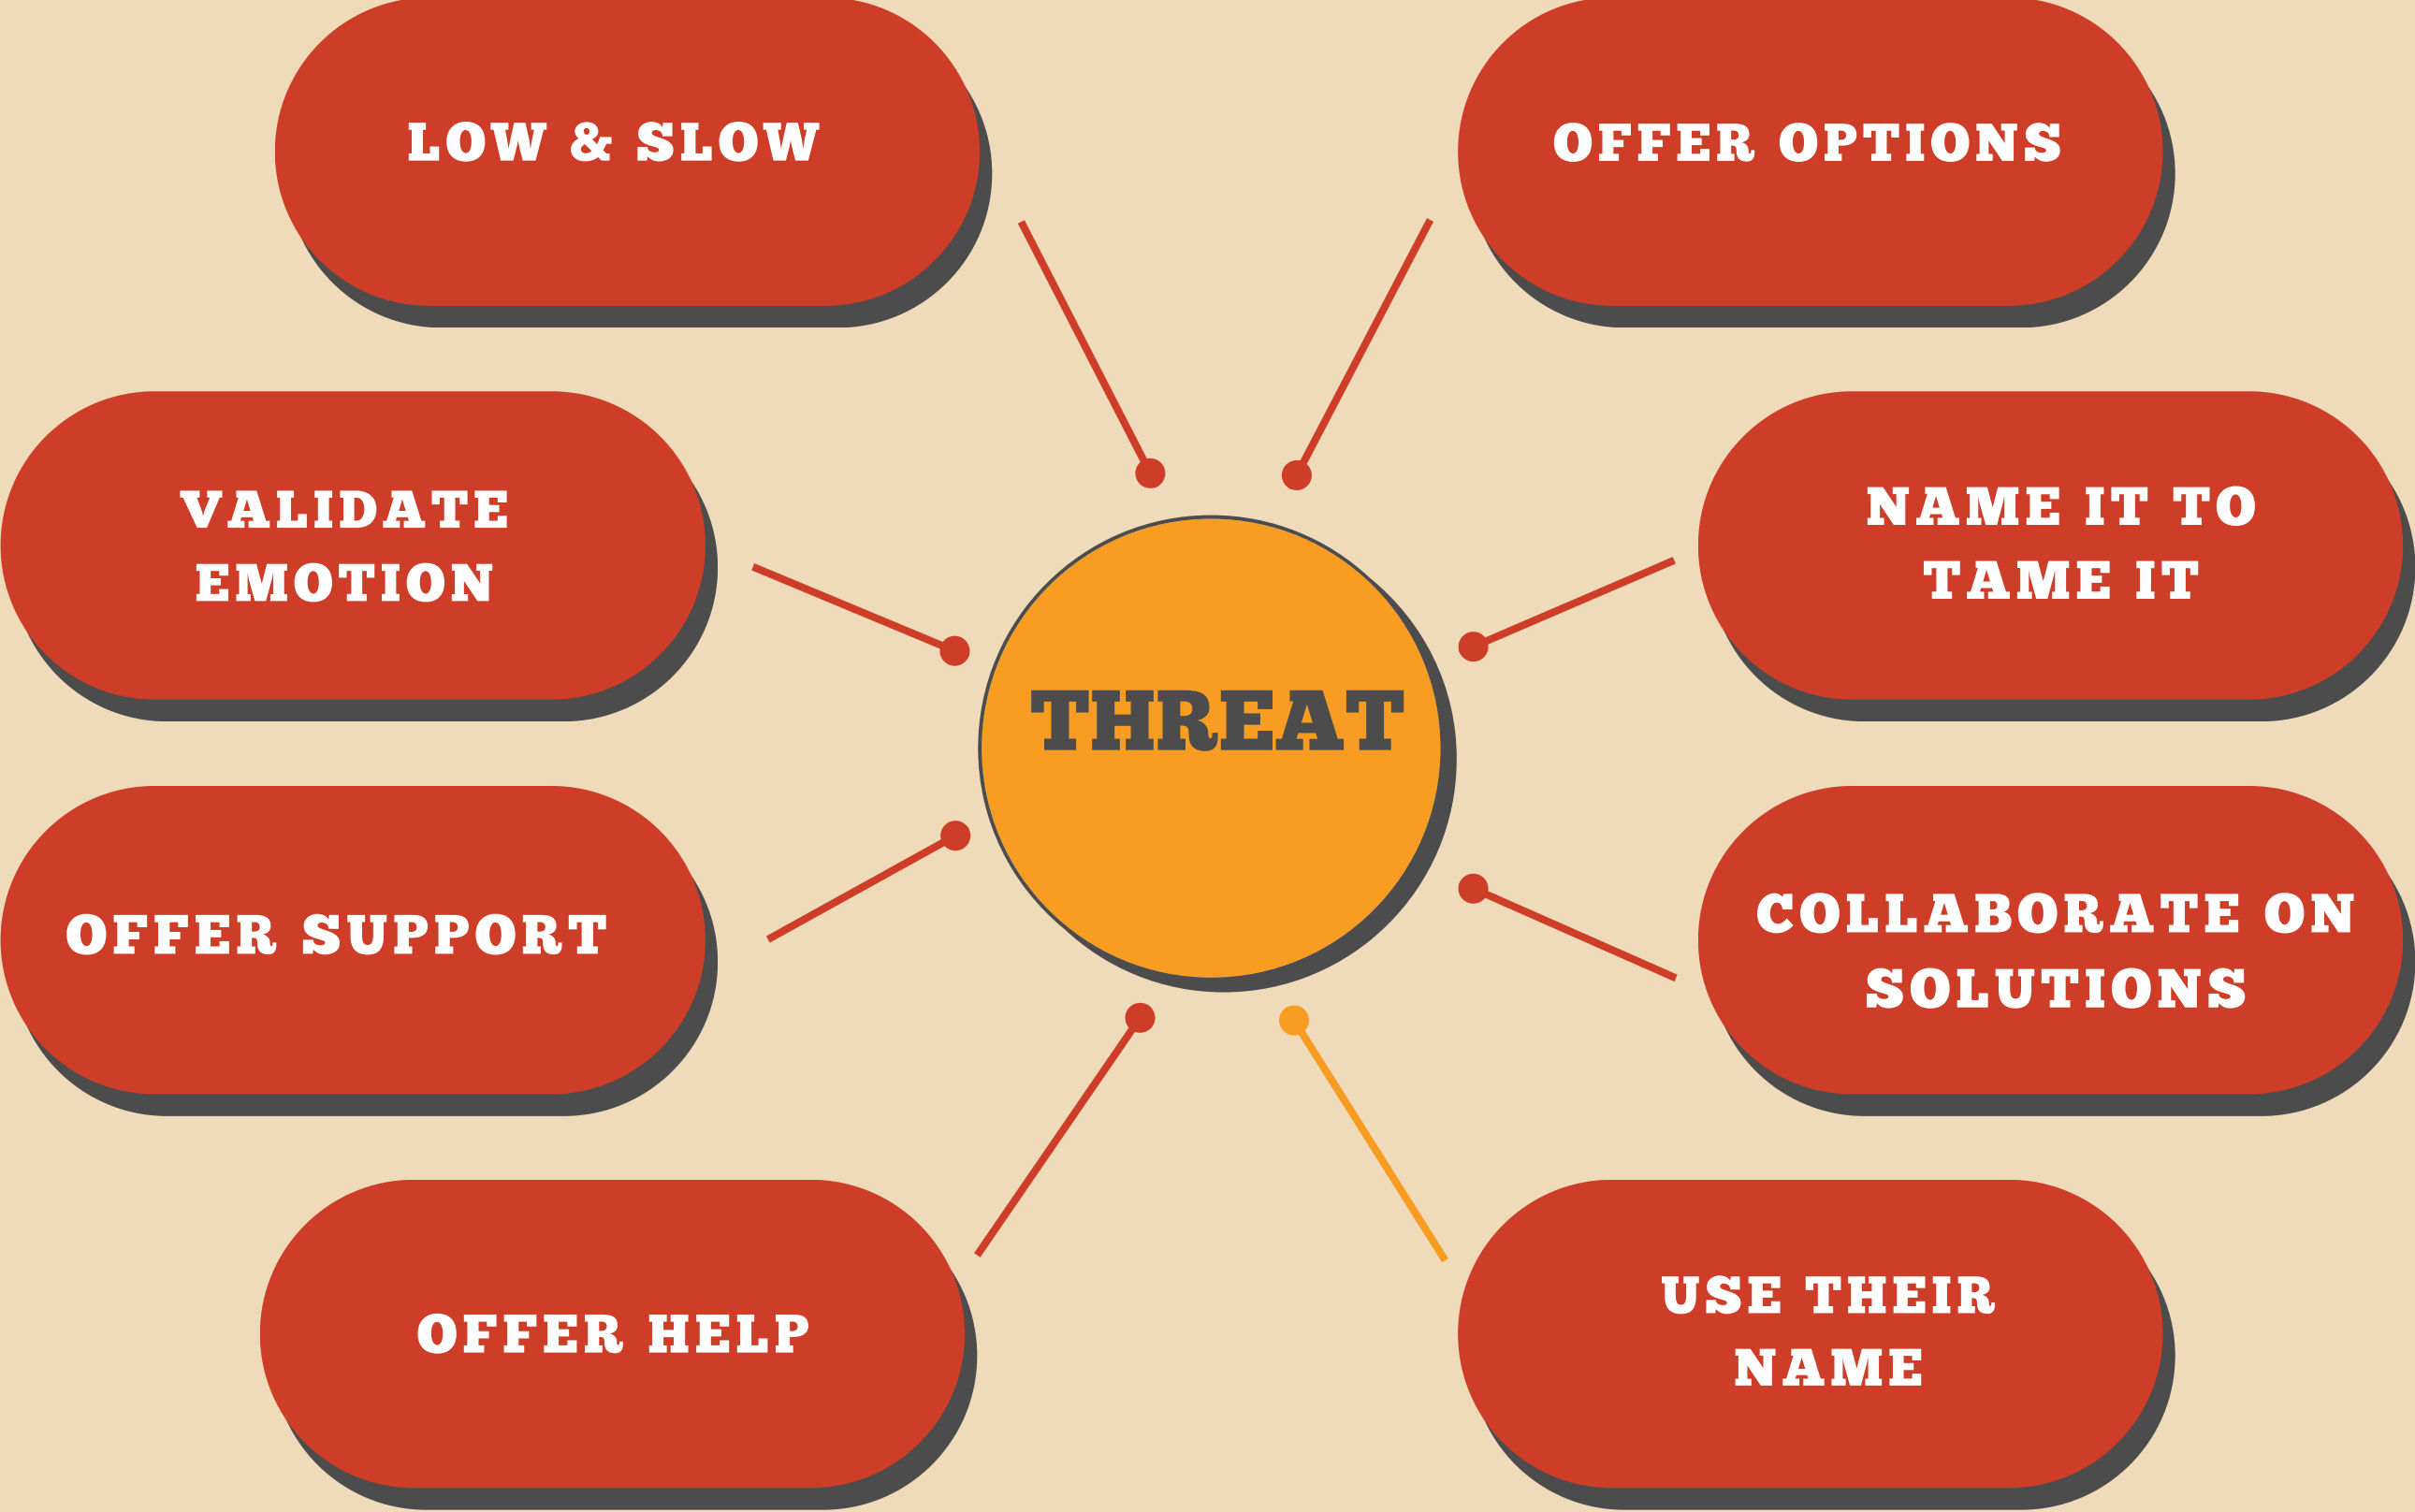 LOW & SLOW
OFFER OPTIONS
VALIDATE
EMOTION
NAME IT TO
TAME IT
THREAT
OFFER SUPPORT
COLLABORATE ON
SOLUTIONS
OFFER HELP
USE THEIR
NAME